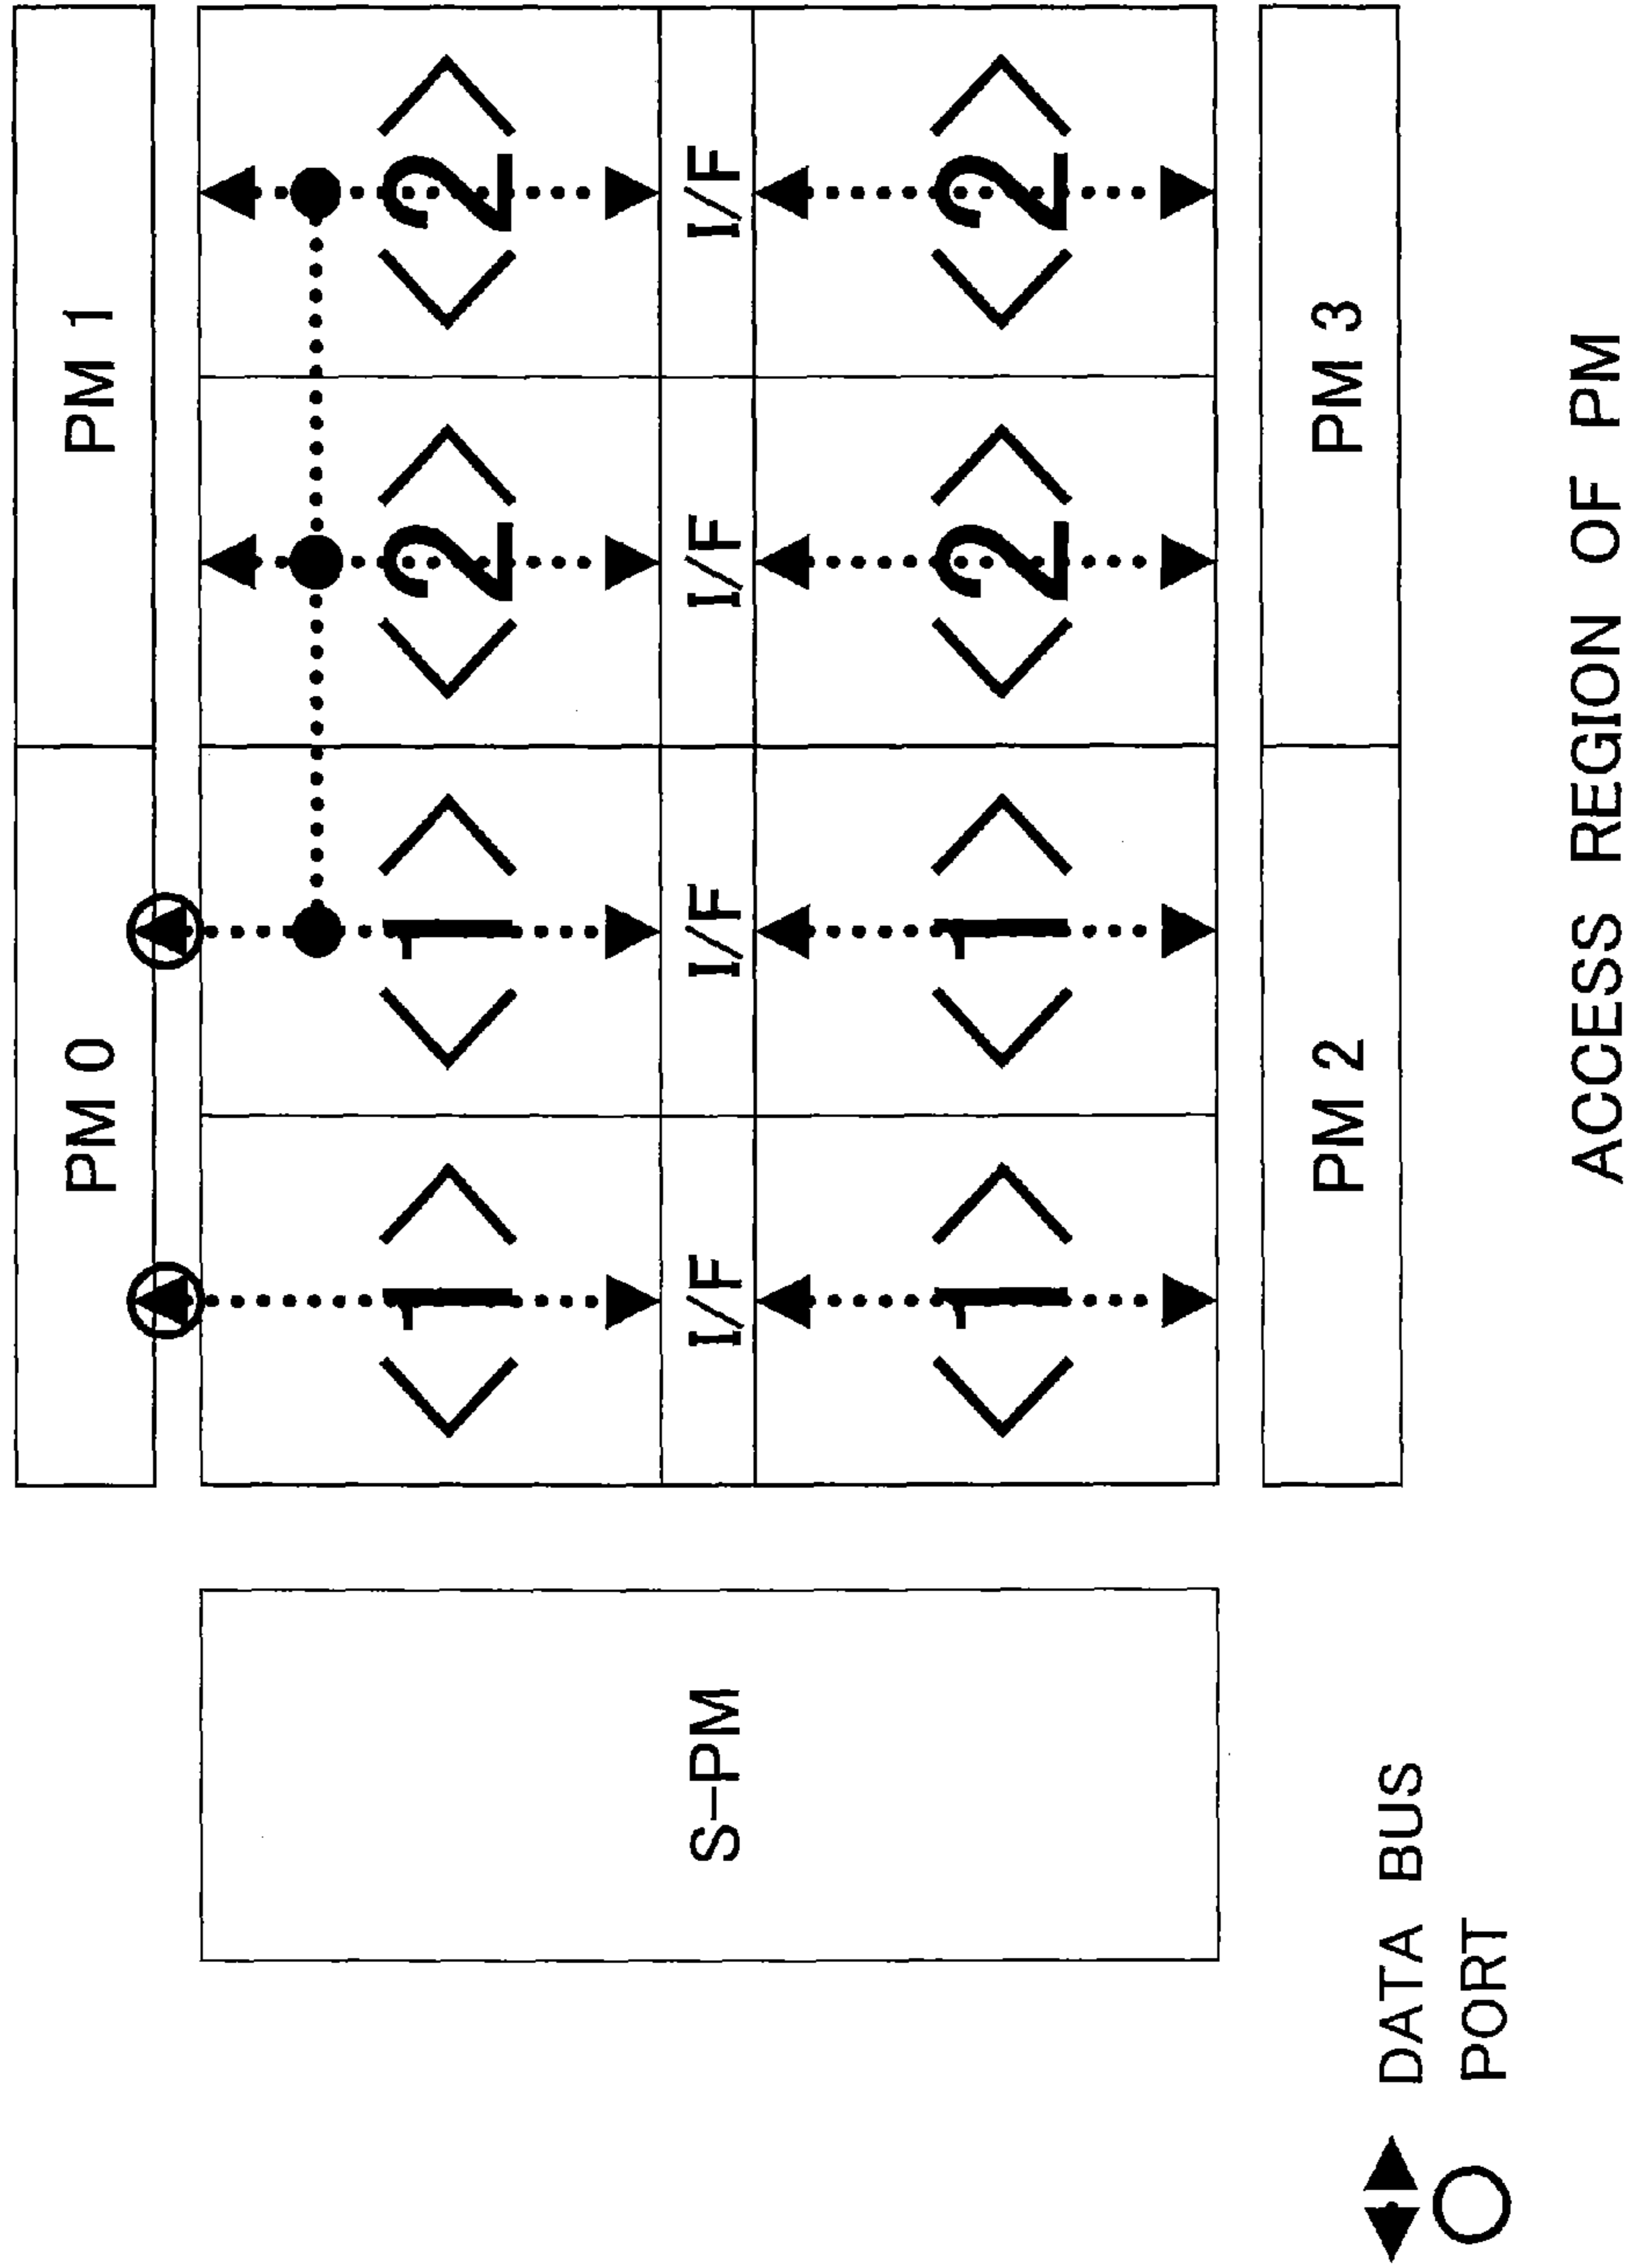 PM 0
PM 1
<1>
<1>
<2>
<2>
S-PM
I/F
I/F
I/F
I/F
<1>
<1>
<2>
<2>
PM 2
PM 3
DATA BUS
PORT
ACCESS REGION OF PM